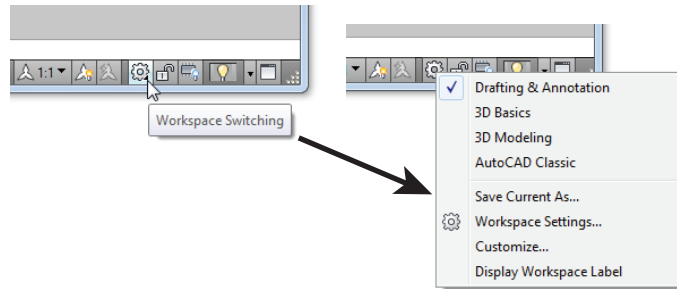 1:1
Workspace Switching
Drafting & Annotation
3D Basics
3D Modeling
AutoCAD Classic
Save Current As...
Workspace Settings...
Customize...
Display Workspace Label